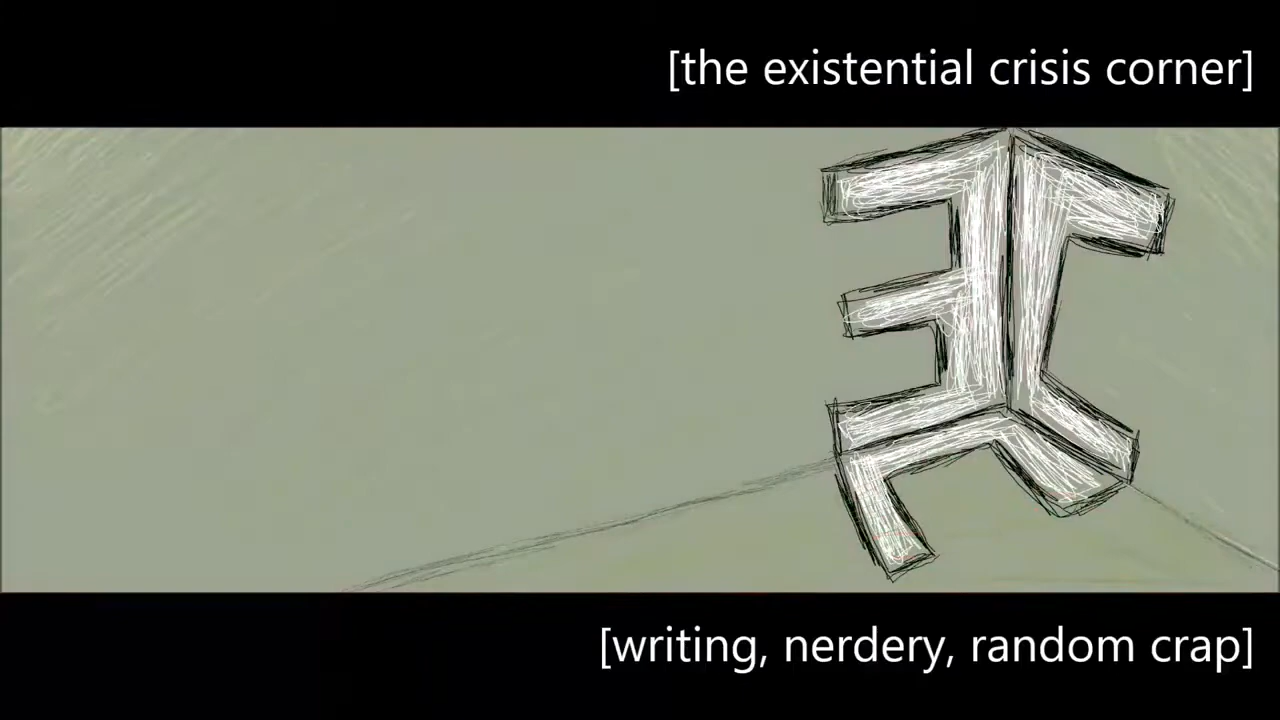 [the existential crisis corner]
[writing, nerdery, random crap]